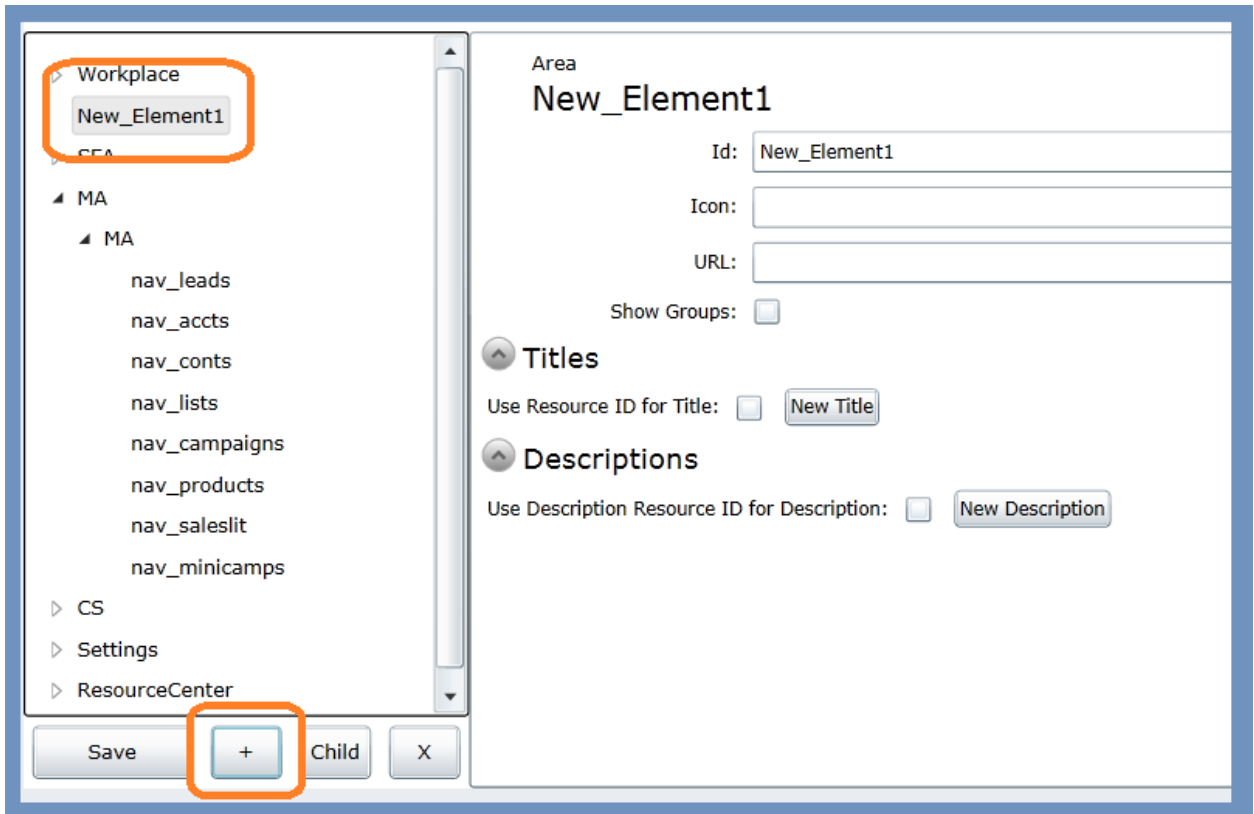 Workplace
New_Element1
SFA
MA
MA
nav_leads
nav_accts
nav_conts
nav_lists
nav_campaigns
nav_products
nav_saleslit
nav_minicamps
CS
Settings
ResourceCenter
Save
+
Child
X
Area
New_Element1
Id: New_Element1
Icon:
URL:
Show Groups:
Titles
Use Resource ID for Title: New Title
Descriptions
Use Description Resource ID for Description: New Description